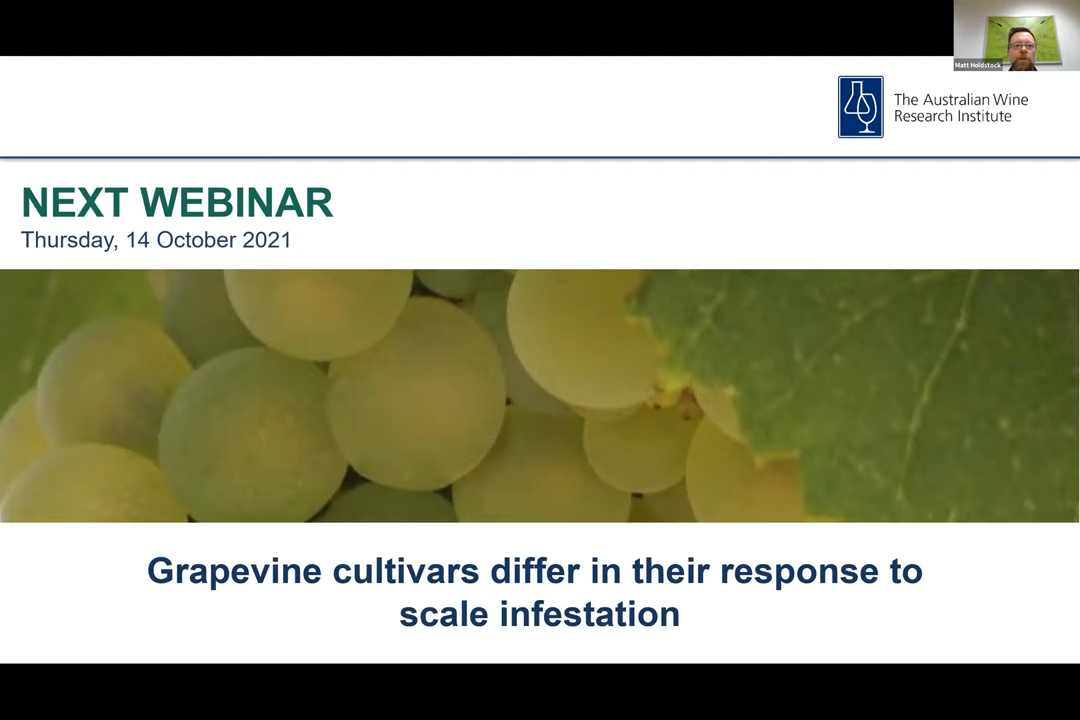 Matt Holdstock
The Australian Wine
Research Institute
NEXT WEBINAR
Thursday, 14 October 2021
Grapevine cultivars differ in their response to
scale infestation